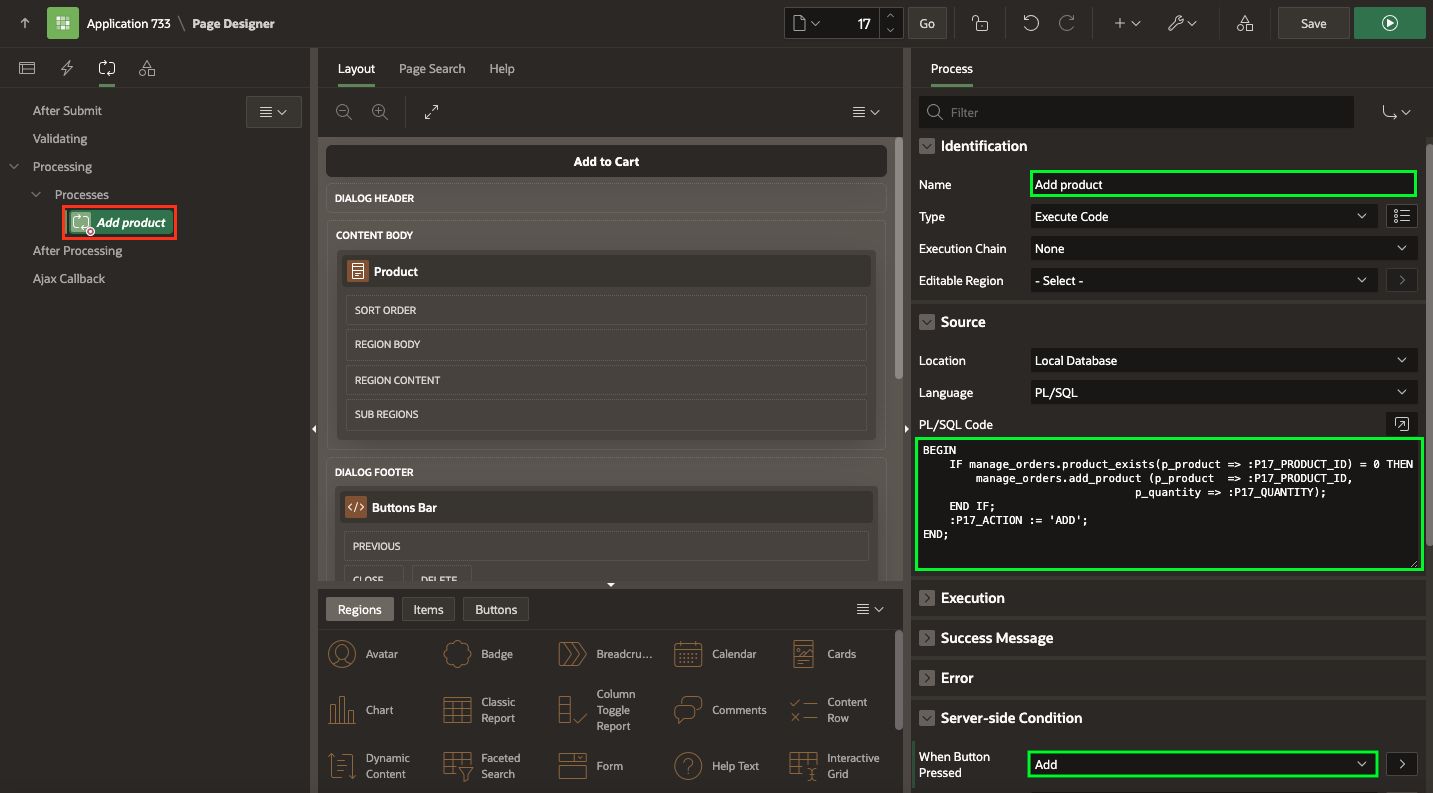 Application 733 \ Page Designer
17
Go
Save
After Submit
Validating
Processing
Processes
Add product
After Processing
Ajax Callback
Layout
Page Search
Help
Add to Cart
DIALOG HEADER
CONTENT BODY
Product
SORT ORDER
REGION BODY
REGION CONTENT
SUB REGIONS
DIALOG FOOTER
Buttons Bar
PREVIOUS
CLOSE
DELETE
Regions
Items
Buttons
Avatar
Badge
Breadcru...
Calendar
Cards
Chart
Classic
Report
Column
Toggle
Report
Comments
Content
Row
Dynamic
Content
Faceted
Search
Form
Help Text
Interactive
Grid
Process
Filter
Identification
Name
Add product
Type
Execute Code
Execution Chain
None
Editable Region
- Select -
Source
Location
Local Database
Language
PL/SQL
PL/SQL Code
BEGIN
IF manage_orders.product_exists(p_product => :P17_PRODUCT_ID) = 0 THEN
manage_orders.add_product (p_product  => :P17_PRODUCT_ID,
p_quantity => :P17_QUANTITY);
END IF;
:P17_ACTION := 'ADD';
END;
Execution
Success Message
Error
Server-side Condition
When Button
Pressed
Add